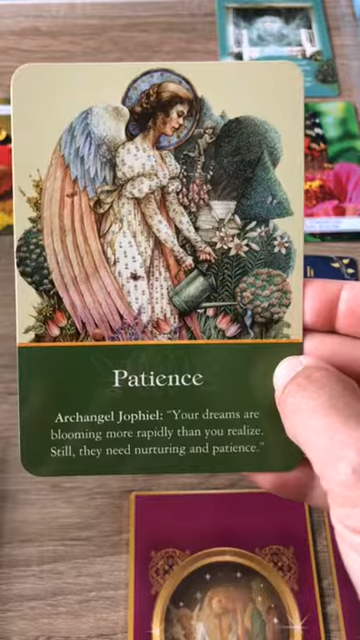 Patience
Archangel Jophiel: "Your dreams are
blooming more rapidly than you realize.
Still, they need nurturing and patience."